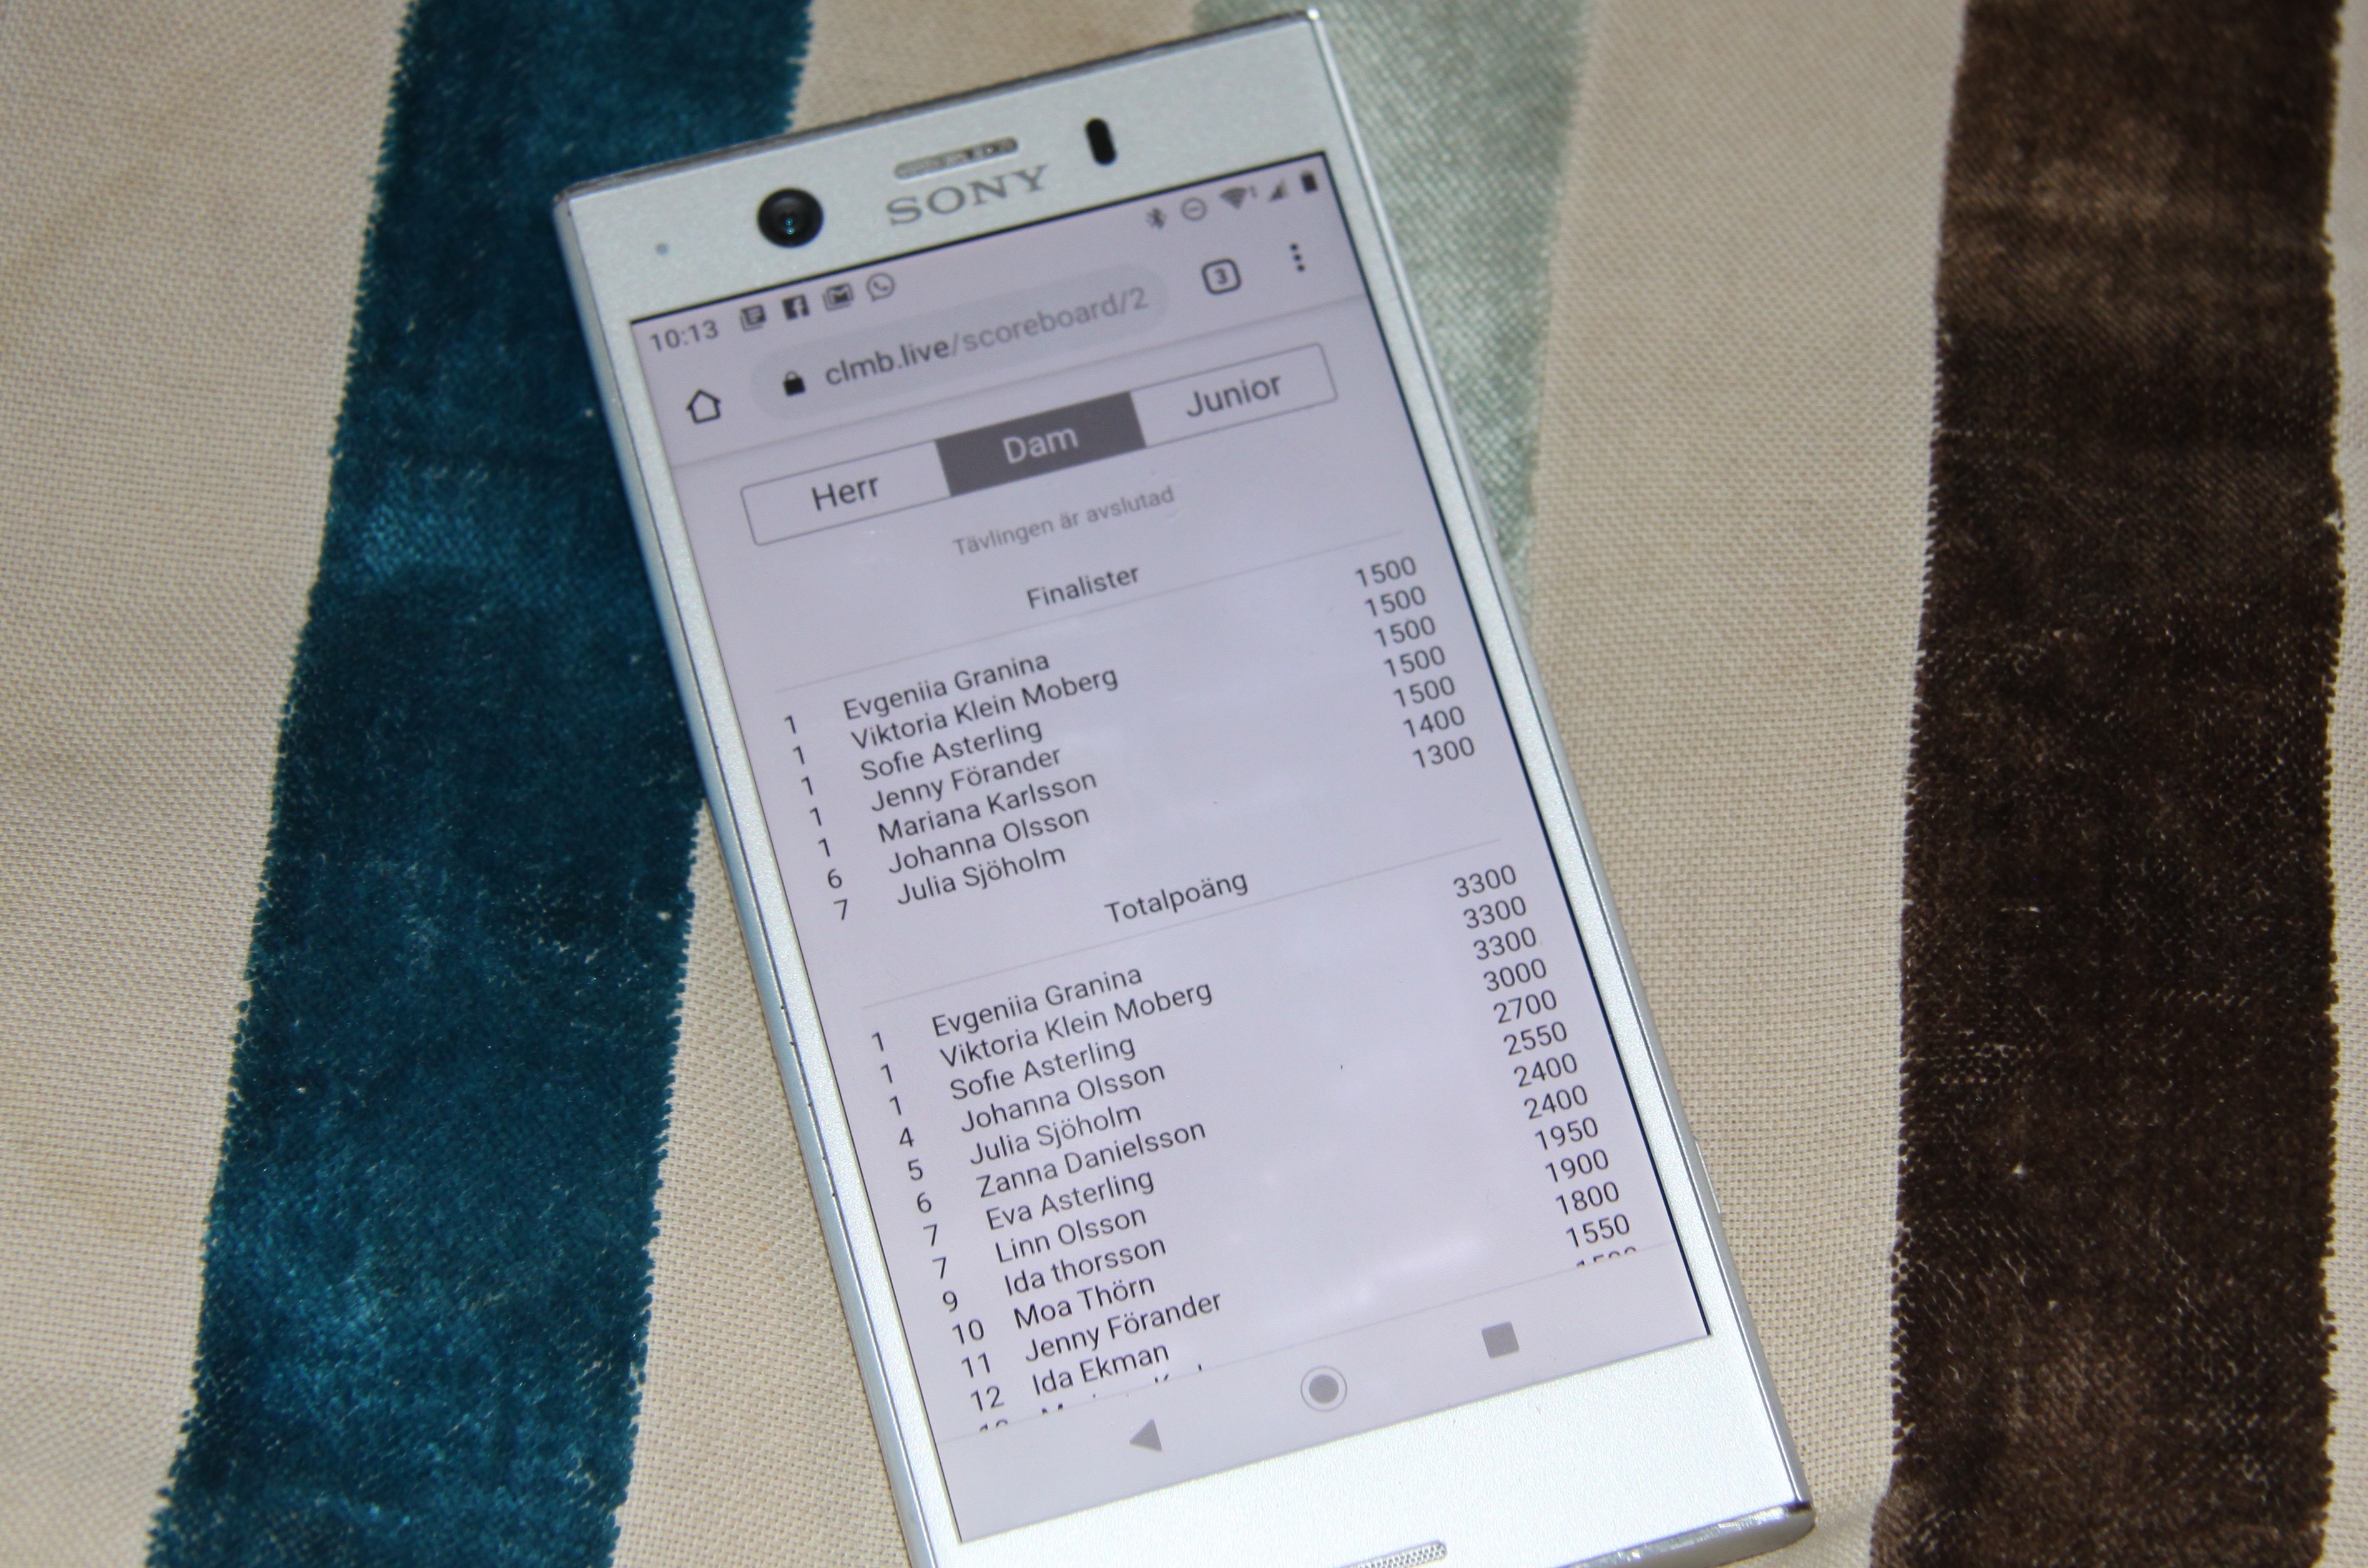 SONY
10:13
clmb.live/scoreboard/2
3
Herr Dam Junior
Tävlingen är avslutad
Finalister
1 Evgeniia Granina 1500
1 Viktoria Klein Moberg 1500
1 Sofie Asterling 1500
1 Jenny Förander 1500
1 Mariana Karlsson 1500
6 Johanna Olsson 1400
7 Julia Sjöholm 1300
Totalpoäng
1 Evgeniia Granina 3300
1 Viktoria Klein Moberg 3300
1 Sofie Asterling 3300
4 Johanna Olsson 3000
5 Julia Sjöholm 2700
6 Zanna Danielsson 2550
7 Eva Asterling 2400
7 Linn Olsson 2400
9 Ida thorsson 1950
10 Moa Thörn 1900
11 Jenny Förander 1800
12 Ida Ekman 1550